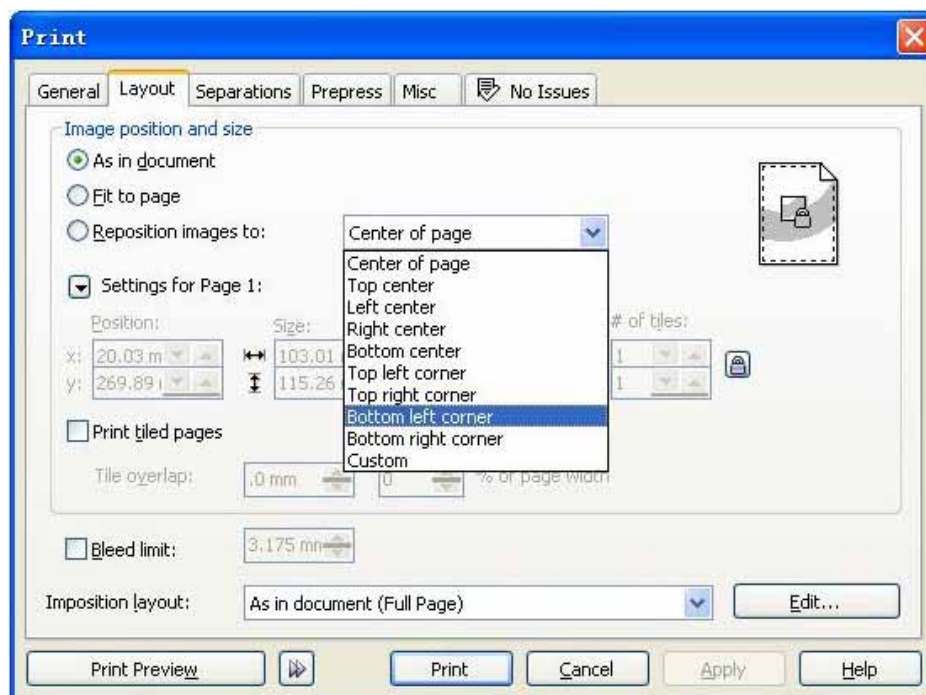 Print
General Layout Separations Prepress Misc No Issues
Image position and size
As in document
Fit to page
Reposition images to: Center of page
Center of page
Top center
Left center
Right center
Bottom center
Top left corner
Top right corner
Bottom left corner
Bottom right corner
Custom
Settings for Page 1:
Position: Size: # of tiles:
x: 20.03 m 103.01 1
y: 269.89 115.26 1
Print tiled pages
Tile overlap: .0 mm 0 % of page width
Bleed limit: 3.175 mm
Imposition layout: As in document (Full Page) Edit...
Print Preview Print Cancel Apply Help